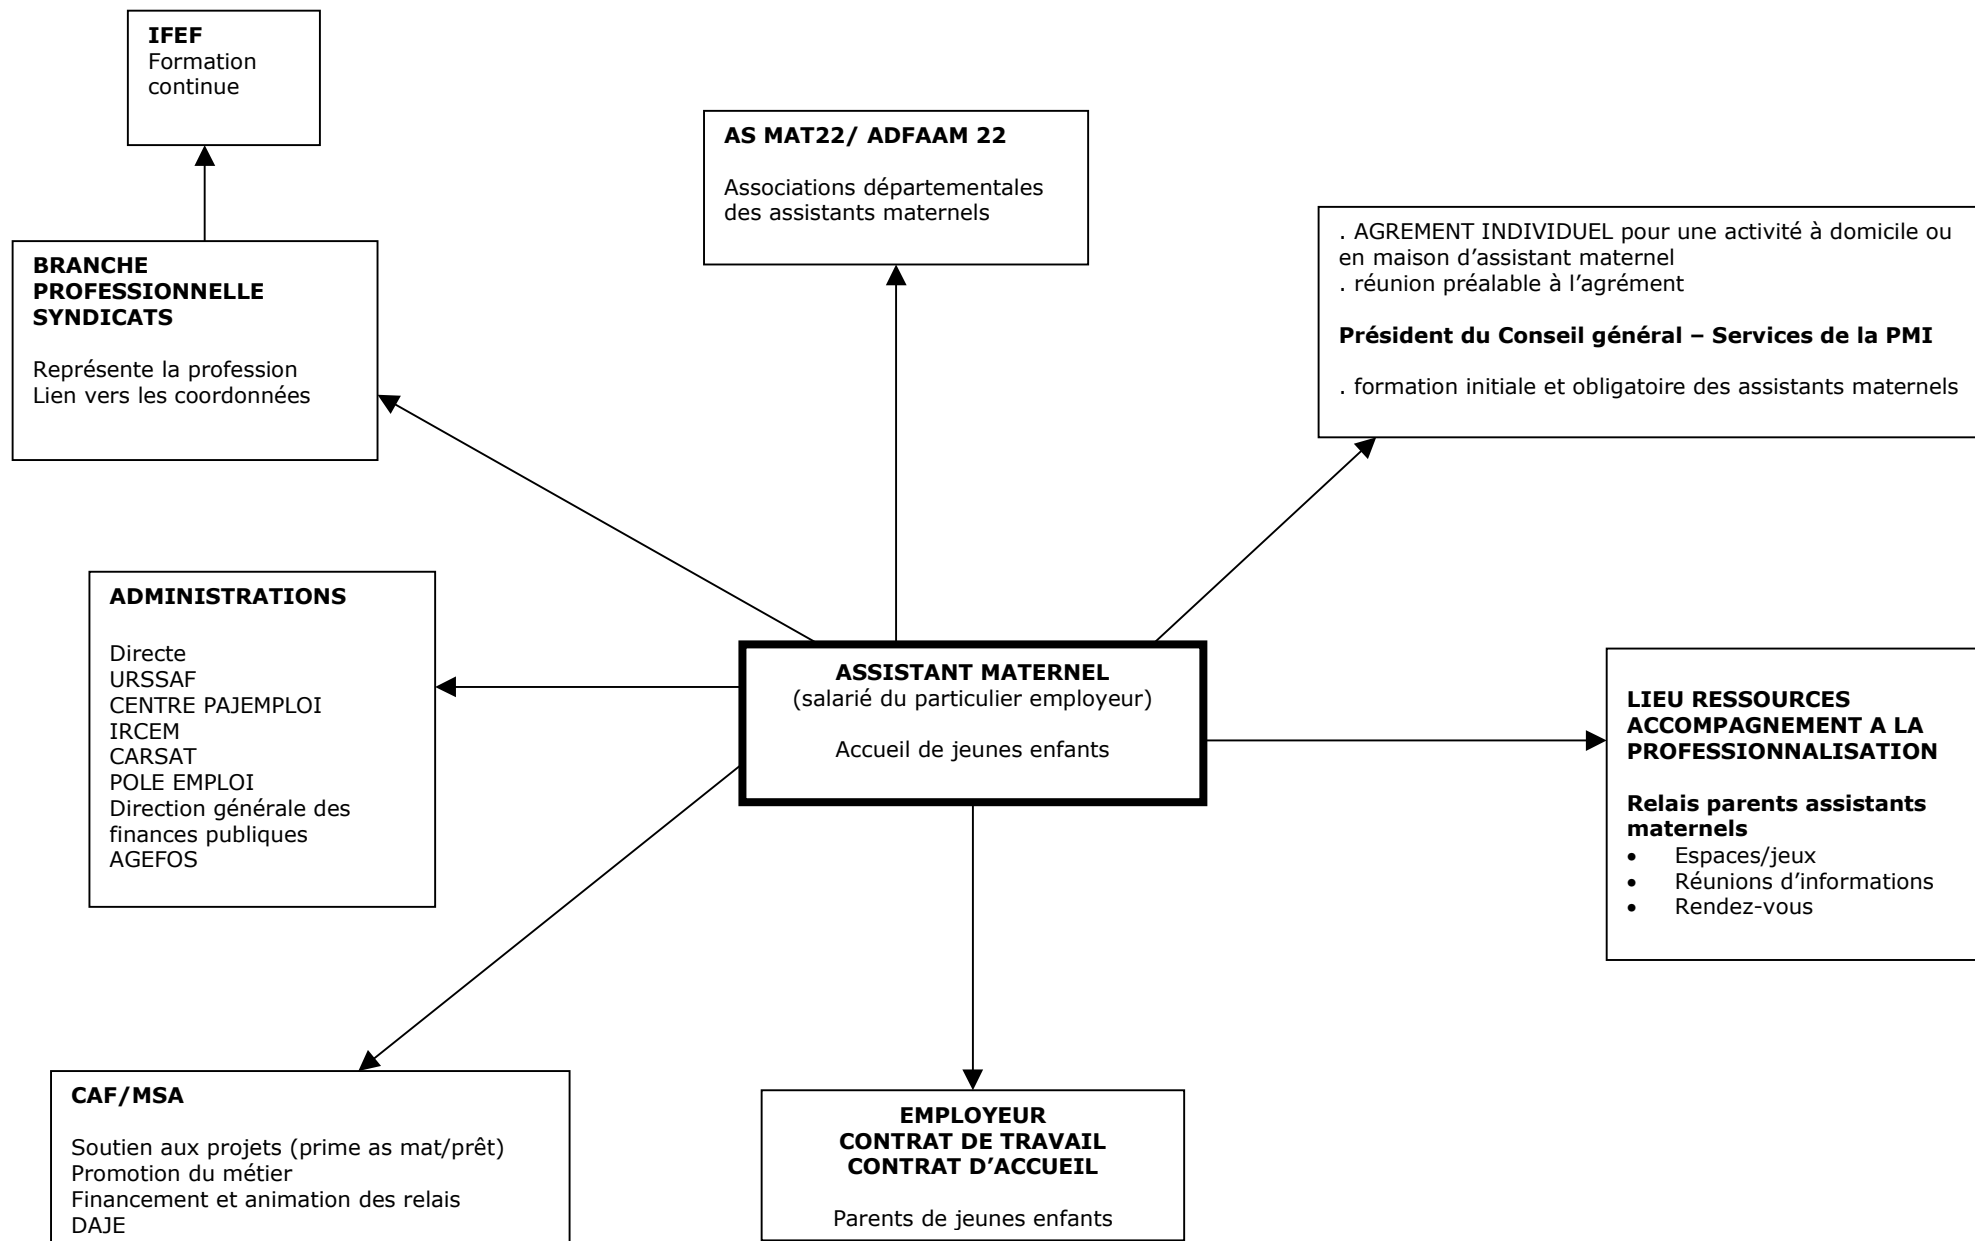 IFEF
Formation
continue
AS MAT22/ ADFAAM 22
Associations départementales
des assistants maternels
. AGREMENT INDIVIDUEL pour une activité à domicile ou
en maison d’assistant maternel
. réunion préalable à l’agrément
Président du Conseil général – Services de la PMI
. formation initiale et obligatoire des assistants maternels
BRANCHE
PROFESSIONNELLE
SYNDICATS
Représente la profession
Lien vers les coordonnées
ADMINISTRATIONS
Directe
URSSAF
CENTRE PAJEMPLOI
IRCEM
CARSAT
POLE EMPLOI
Direction générale des
finances publiques
AGEFOS
ASSISTANT MATERNEL
(salarié du particulier employeur)
Accueil de jeunes enfants
LIEU RESSOURCES
ACCOMPAGNEMENT A LA
PROFESSIONNALISATION
Relais parents assistants
maternels
• Espaces/jeux
• Réunions d’informations
• Rendez-vous
CAF/MSA
Soutien aux projets (prime as mat/prêt)
Promotion du métier
Financement et animation des relais
DAJE
EMPLOYEUR
CONTRAT DE TRAVAIL
CONTRAT D’ACCUEIL
Parents de jeunes enfants